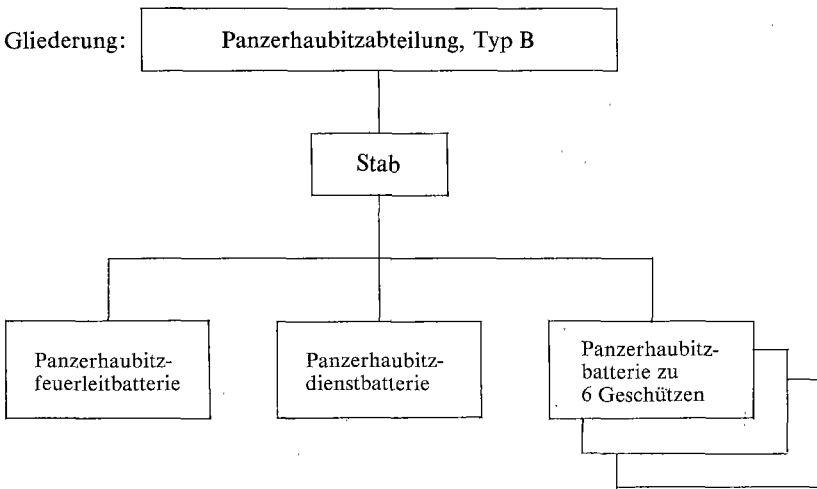 Gliederung: Panzerhaubitzabteilung, Typ B
Stab
Panzerhaubitz-
feuerleitbatterie
Panzerhaubitz-
dienstbatterie
Panzerhaubitz-
batterie zu
6 Geschützen